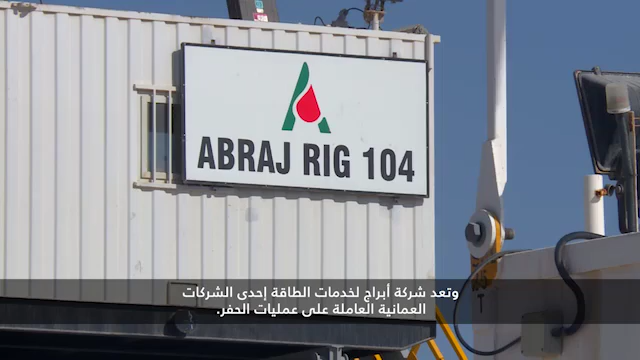 ABRAJ RIG 104
وتعد شركة أبراج لخدمات الطاقة إحدى الشركات
العمانية العاملة على عمليات الحفر.